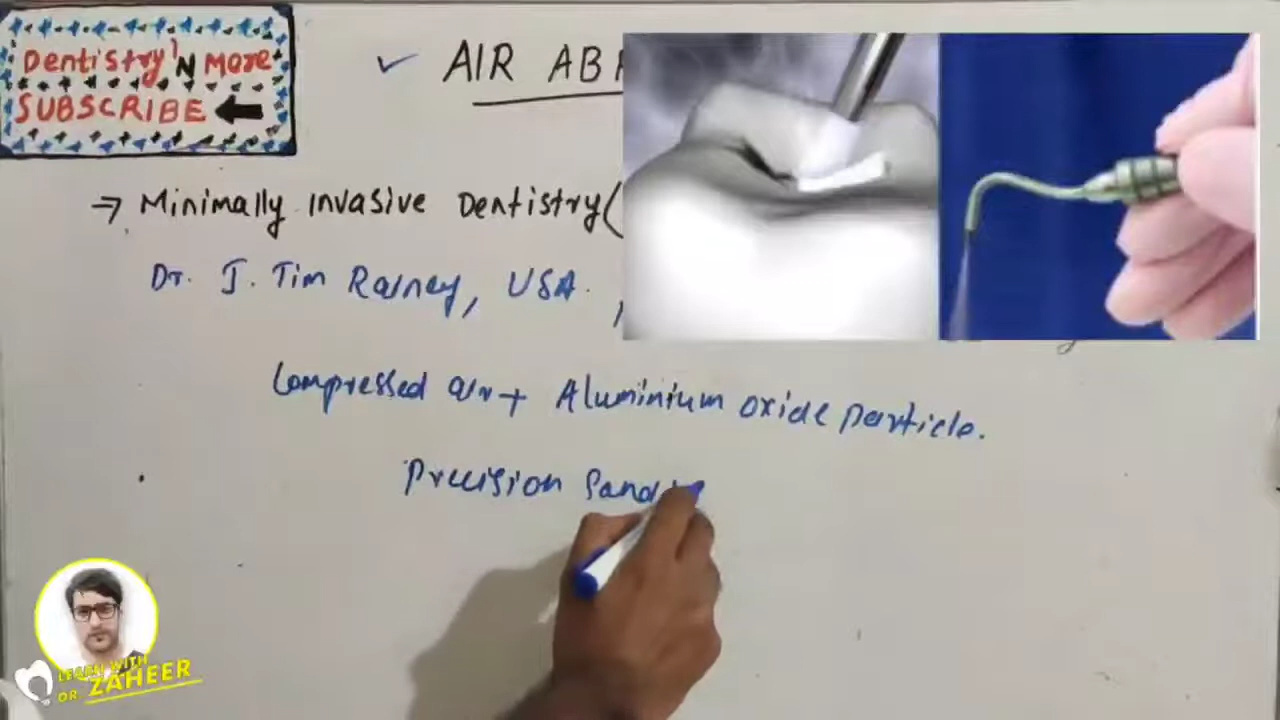 Dentistry'N More
SUBSCRIBE
AIR AB
→ Minimally invasive Dentistry(
Dr. J. Tim Rainey, USA.
Compressed air + Aluminium oxide particle.
Precision Sand
LEARN WITH
DR. ZAHEER